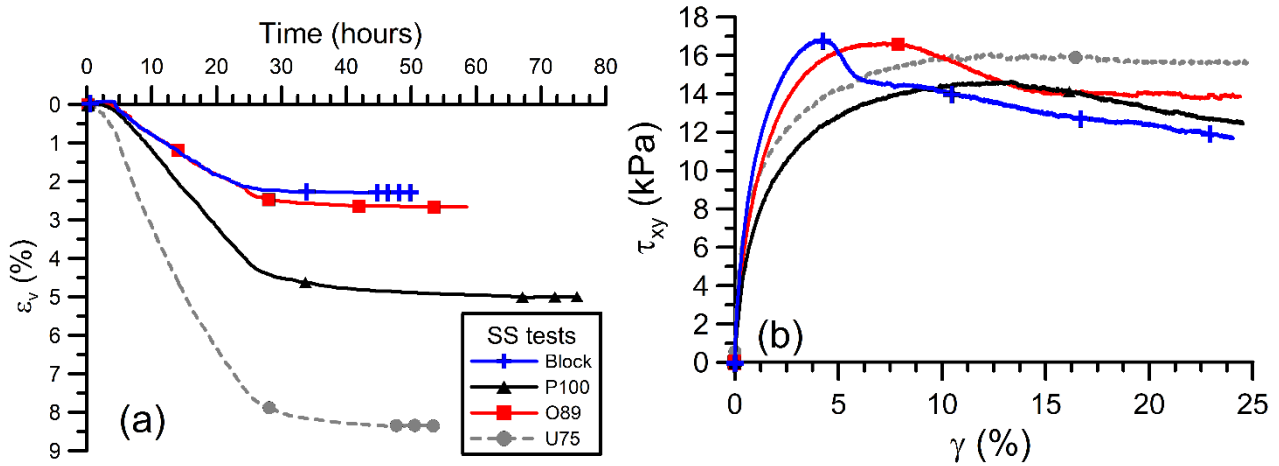 Time (hours)
0 10 20 30 40 50 60 70 80
0
1
2
3
4
5
6
7
8
9
εv (%)
(a)
SS tests
Block
P100
O89
U75
18
16
14
12
10
8
6
4
2
0
τxy (kPa)
(b)
0 5 10 15 20 25
γ (%)